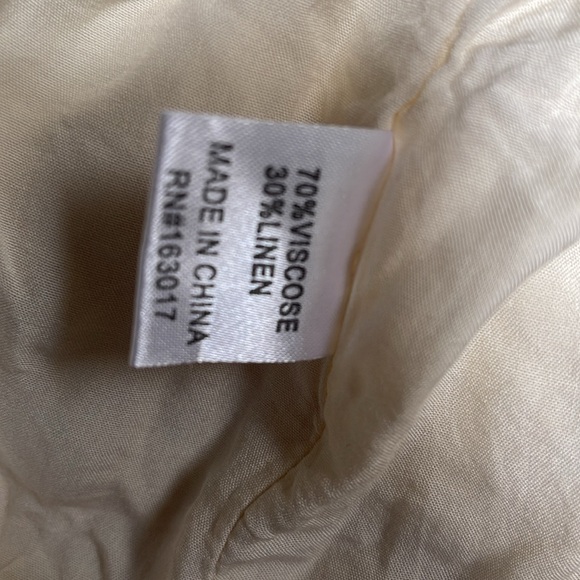 70%VISCOSE
30%LINEN
MADE IN CHINA
RN#163017